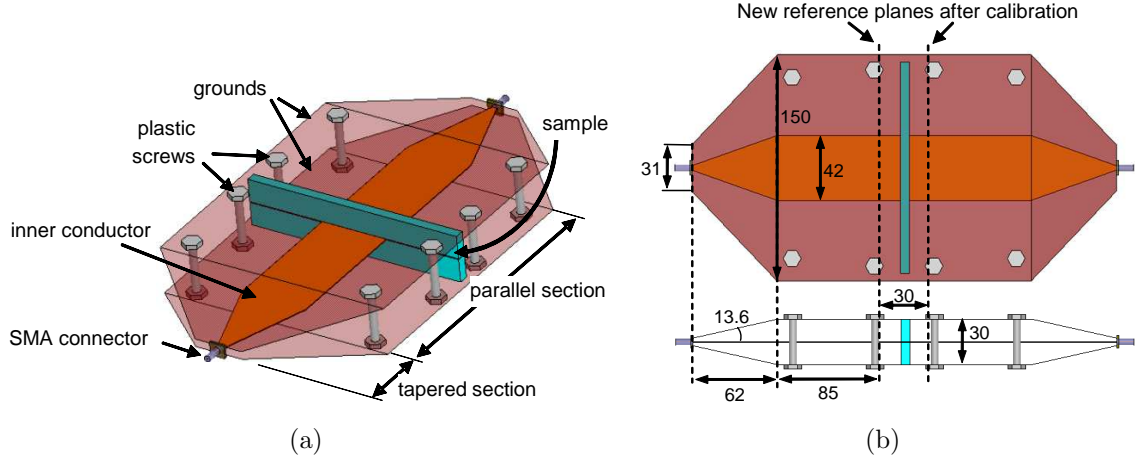 grounds
plastic
screws
sample
inner conductor
parallel section
SMA connector
tapered section
(a)
New reference planes after calibration
150
31
42
30
13.6
30
62
85
(b)